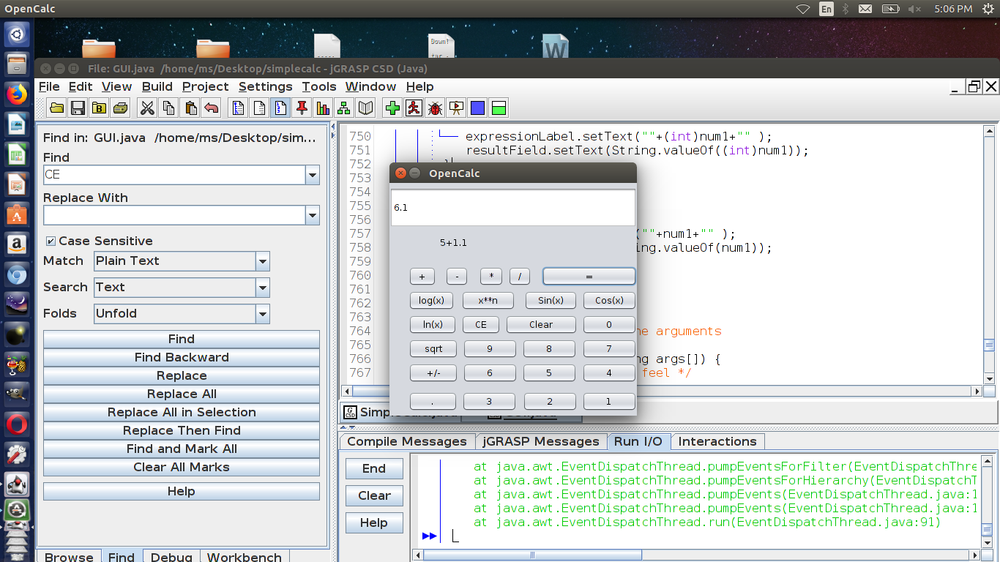 OpenCalc
En
5:06 PM
Down!
tar .
W
File: GUI.java /home/ms/Desktop/simplecalc - jGRASP CSD (Java)
File Edit View Build Project Settings Tools Window Help
Find in: GUI.java /home/ms/Desktop/simple...
Find
CE
Replace With
Case Sensitive
Match Plain Text
Search Text
Folds Unfold
Find
Find Backward
Replace
Replace All
Replace All in Selection
Replace Then Find
Find and Mark All
Clear All Marks
Help
Browse Find Debug Workbench
750 expressionLabel.setText(""+(int)num1+"" );
751 resultField.setText(String.valueOf((int)num1));
752 }
753
754
755
756
757 (""+num1+"" );
758 ng.valueOf(num1));
759
760
761
762
763
764 ne arguments
765
766 ng args[]) {
767 feel */
OpenCalc
6.1
5+1.1
+ - * / =
log(x) x**n Sin(x) Cos(x)
ln(x) CE Clear 0
sqrt 9 8 7
+/- 6 5 4
. 3 2 1
Compile Messages jGRASP Messages Run I/O Interactions
End
Clear
Help
at java.awt.EventDispatchThread.pumpEventsForFilter(EventDispatchThre
at java.awt.EventDispatchThread.pumpEventsForHierarchy(EventDispatchT
at java.awt.EventDispatchThread.pumpEvents(EventDispatchThread.java:1
at java.awt.EventDispatchThread.pumpEvents(EventDispatchThread.java:1
at java.awt.EventDispatchThread.run(EventDispatchThread.java:91)